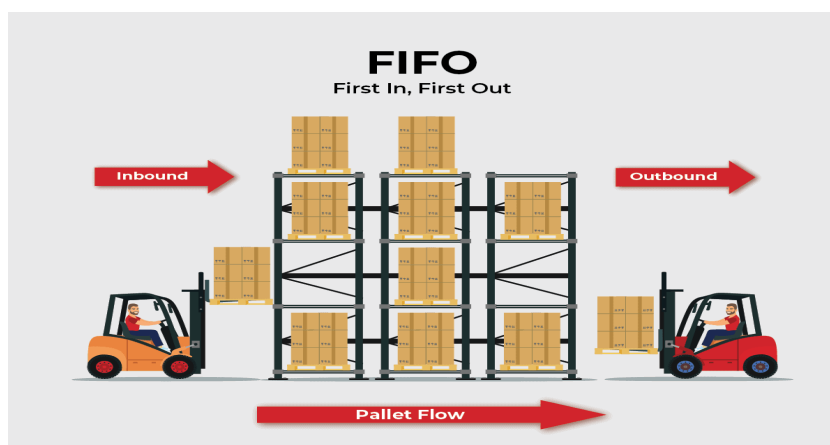 FIFO
First In, First Out
Inbound
Outbound
Pallet Flow